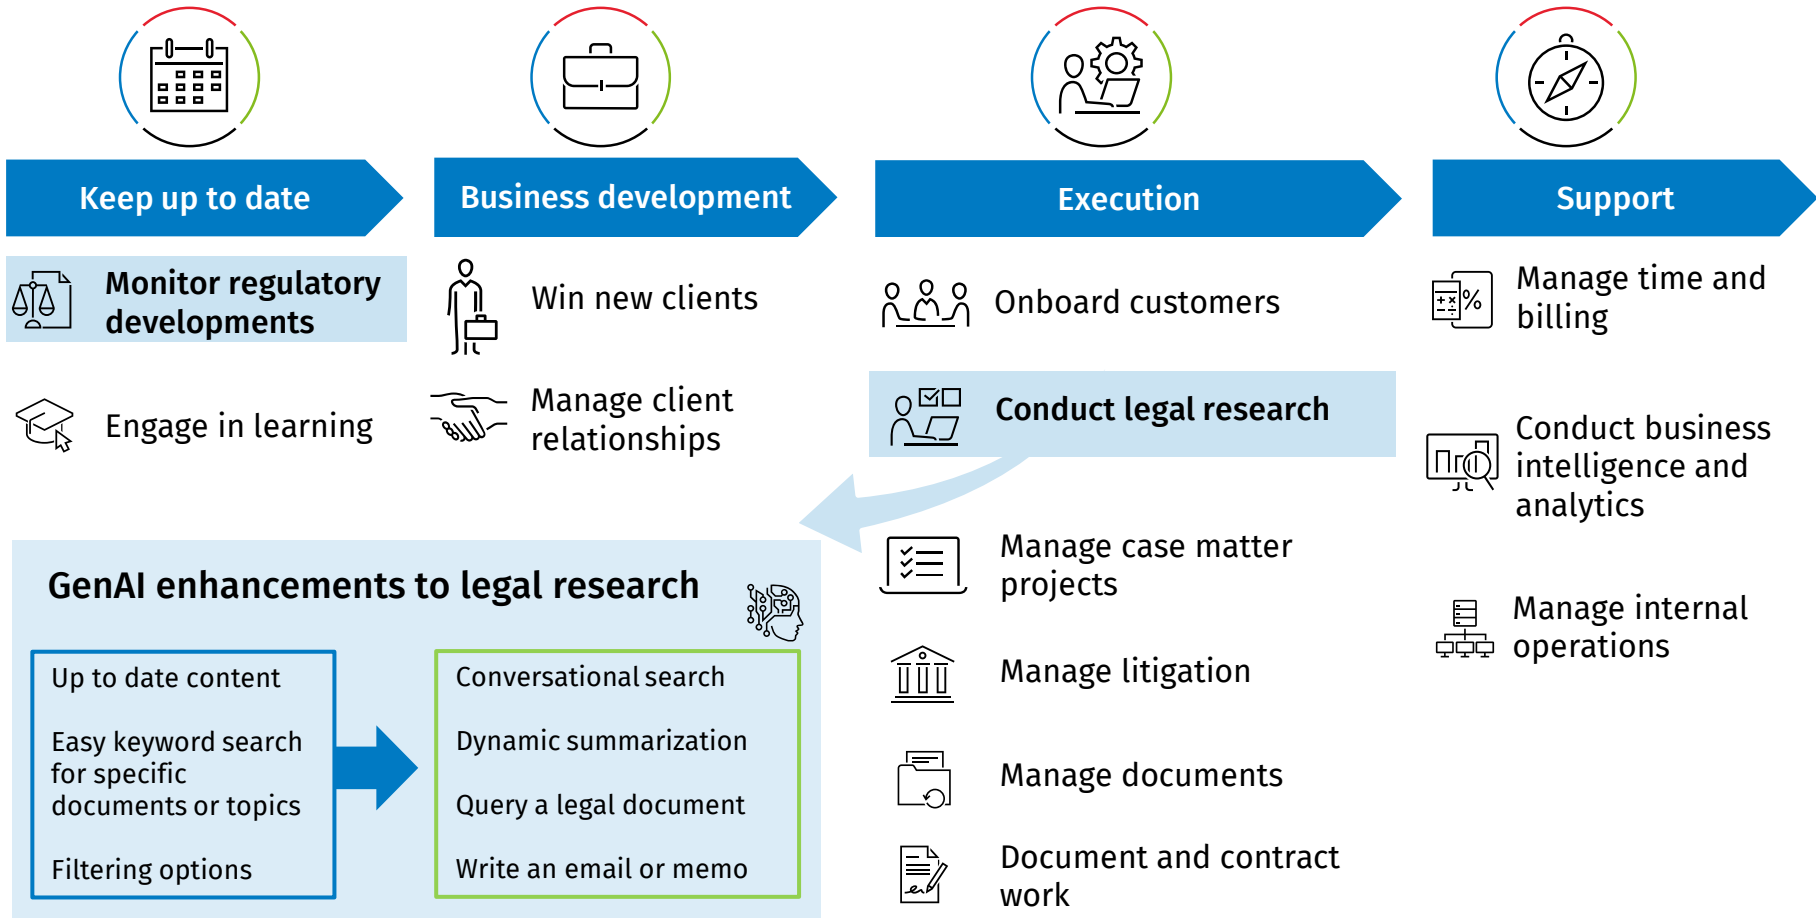 Keep up to date
Business development
Execution
Support
Monitor regulatory
developments
Engage in learning
Win new clients
Manage client
relationships
Onboard customers
Conduct legal research
Manage case matter
projects
Manage litigation
Manage documents
Document and contract
work
Manage time and
billing
Conduct business
intelligence and
analytics
Manage internal
operations
GenAI enhancements to legal research
Up to date content
Easy keyword search
for specific
documents or topics
Filtering options
Conversational search
Dynamic summarization
Query a legal document
Write an email or memo